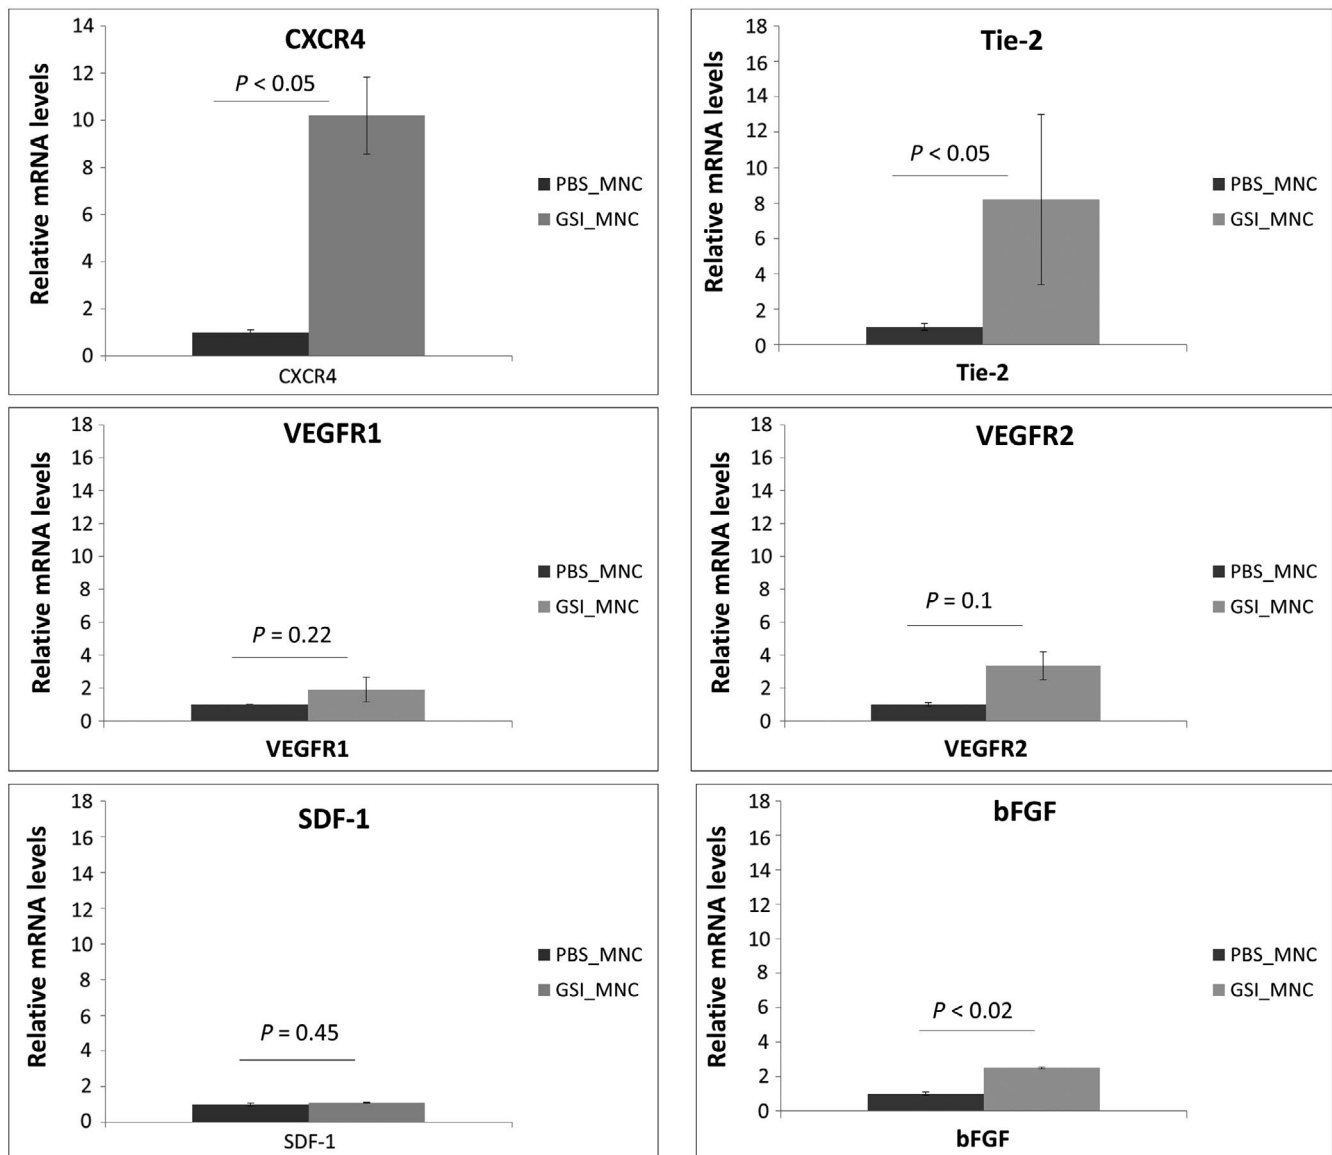 CXCR4
Relative mRNA levels
14
12
10
8
6
4
2
0
P < 0.05
PBS_MNC
GSI_MNC
CXCR4
Tie-2
Relative mRNA levels
18
16
14
12
10
8
6
4
2
0
P < 0.05
PBS_MNC
GSI_MNC
Tie-2
VEGFR1
Relative mRNA levels
18
16
14
12
10
8
6
4
2
0
P = 0.22
PBS_MNC
GSI_MNC
VEGFR1
VEGFR2
Relative mRNA levels
18
16
14
12
10
8
6
4
2
0
P = 0.1
PBS_MNC
GSI_MNC
VEGFR2
SDF-1
Relative mRNA levels
18
16
14
12
10
8
6
4
2
0
P = 0.45
PBS_MNC
GSI_MNC
SDF-1
bFGF
Relative mRNA levels
18
16
14
12
10
8
6
4
2
0
P < 0.02
PBS_MNC
GSI_MNC
bFGF